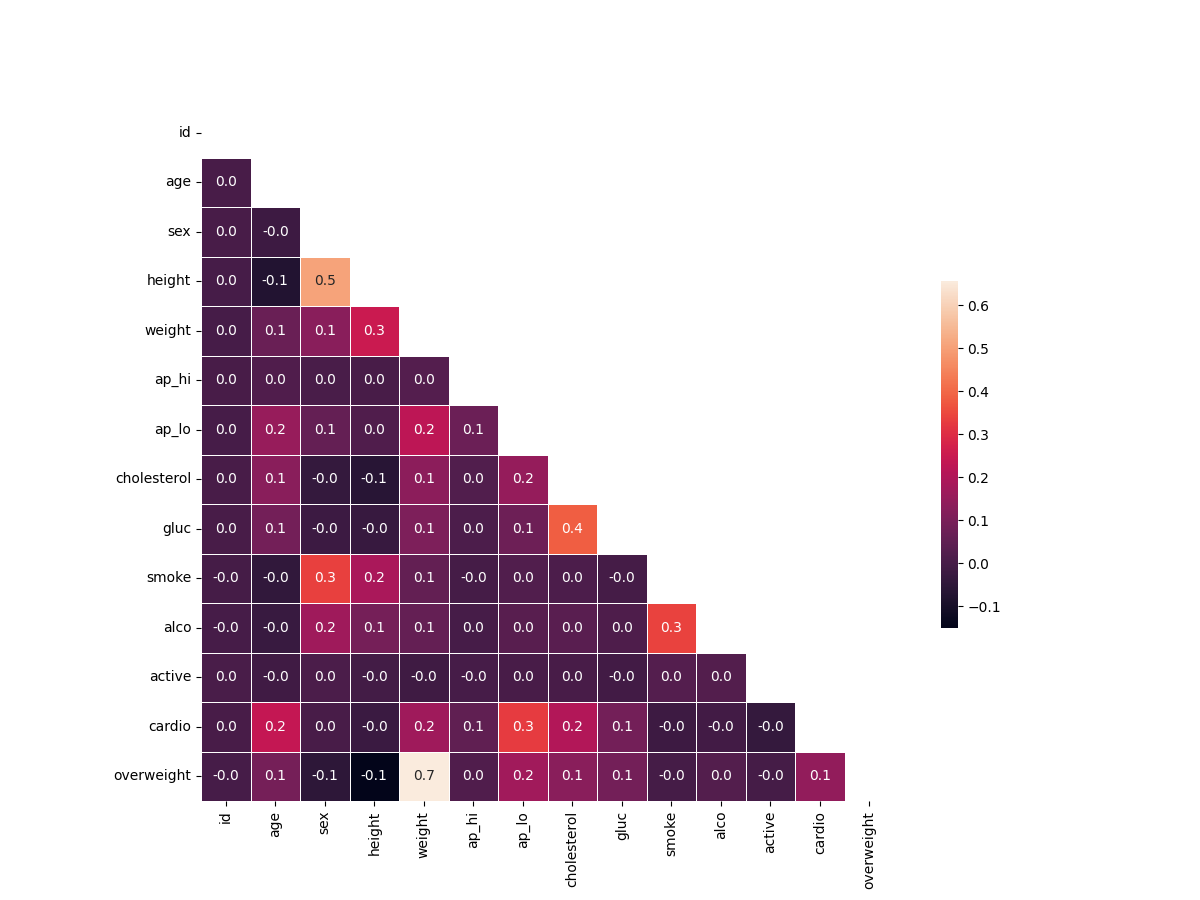 id
age 0.0
sex 0.0 -0.0
height 0.0 -0.1 0.5
weight 0.0 0.1 0.1 0.3
ap_hi 0.0 0.0 0.0 0.0 0.0
ap_lo 0.0 0.2 0.1 0.0 0.2 0.1
cholesterol 0.0 0.1 -0.0 -0.1 0.1 0.0 0.2
gluc 0.0 0.1 -0.0 -0.0 0.1 0.0 0.1 0.4
smoke -0.0 -0.0 0.3 0.2 0.1 -0.0 0.0 0.0 -0.0
alco -0.0 -0.0 0.2 0.1 0.1 0.0 0.0 0.0 0.0 0.3
active 0.0 -0.0 0.0 -0.0 -0.0 -0.0 0.0 0.0 -0.0 0.0 0.0
cardio 0.0 0.2 0.0 -0.0 0.2 0.1 0.3 0.2 0.1 -0.0 -0.0 -0.0
overweight -0.0 0.1 -0.1 -0.1 0.7 0.0 0.2 0.1 0.1 -0.0 0.0 -0.0 0.1
id age sex height weight ap_hi ap_lo cholesterol gluc smoke alco active cardio overweight
0.6
0.5
0.4
0.3
0.2
0.1
0.0
−0.1